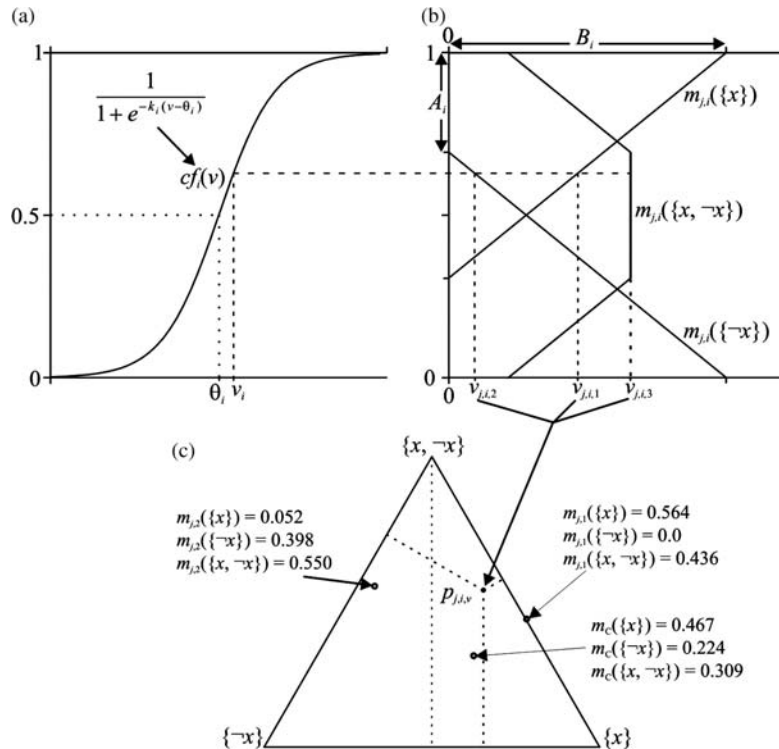 (a)
1
1
1 + e^{-k_i(v-θ_i)}
cf_i(v)
0.5
0
θ_i
v_i
(b)
0
B_i
1
A_i
m_{j,i}({x})
m_{j,i}({x, ¬x})
m_{j,i}({¬x})
0
0
v_{j,i,2}
v_{j,i,1}
v_{j,i,3}
(c)
{x, ¬x}
m_{j,2}({x}) = 0.052
m_{j,2}({¬x}) = 0.398
m_{j,2}({x, ¬x}) = 0.550
m_{j,1}({x}) = 0.564
m_{j,1}({¬x}) = 0.0
m_{j,1}({x, ¬x}) = 0.436
p_{j,i,v}
m_C({x}) = 0.467
m_C({¬x}) = 0.224
m_C({x, ¬x}) = 0.309
{¬x}
{x}